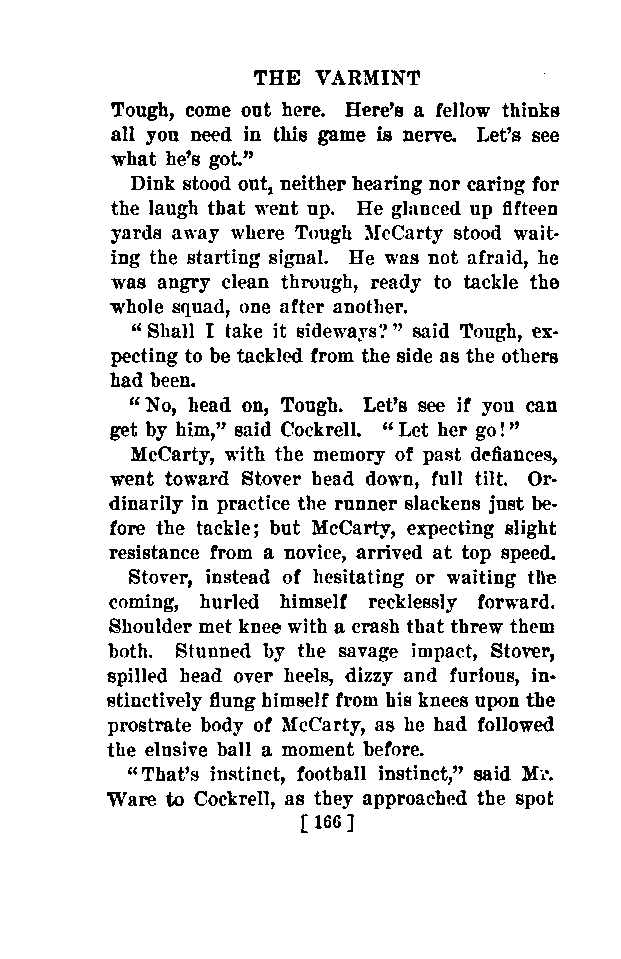 THE VARMINT
Tough, come out here. Here's a fellow thinks
all you need in this game is nerve. Let's see
what he's got."
Dink stood out, neither hearing nor caring for
the laugh that went up. He glanced up fifteen
yards away where Tough McCarty stood wait-
ing the starting signal. He was not afraid, he
was angry clean through, ready to tackle the
whole squad, one after another.
"Shall I take it sideways?" said Tough, ex-
pecting to be tackled from the side as the others
had been.
"No, head on, Tough. Let's see if you can
get by him," said Cockrell. "Let her go!"
McCarty, with the memory of past defiances,
went toward Stover head down, full tilt. Or-
dinarily in practice the runner slackens just be-
fore the tackle; but McCarty, expecting slight
resistance from a novice, arrived at top speed.
Stover, instead of hesitating or waiting the
coming, hurled himself recklessly forward.
Shoulder met knee with a crash that threw them
both. Stunned by the savage impact, Stover,
spilled head over heels, dizzy and furious, in-
stinctively flung himself from his knees upon the
prostrate body of McCarty, as he had followed
the elusive ball a moment before.
"That's instinct, football instinct," said Mr.
Ware to Cockrell, as they approached the spot
[166]